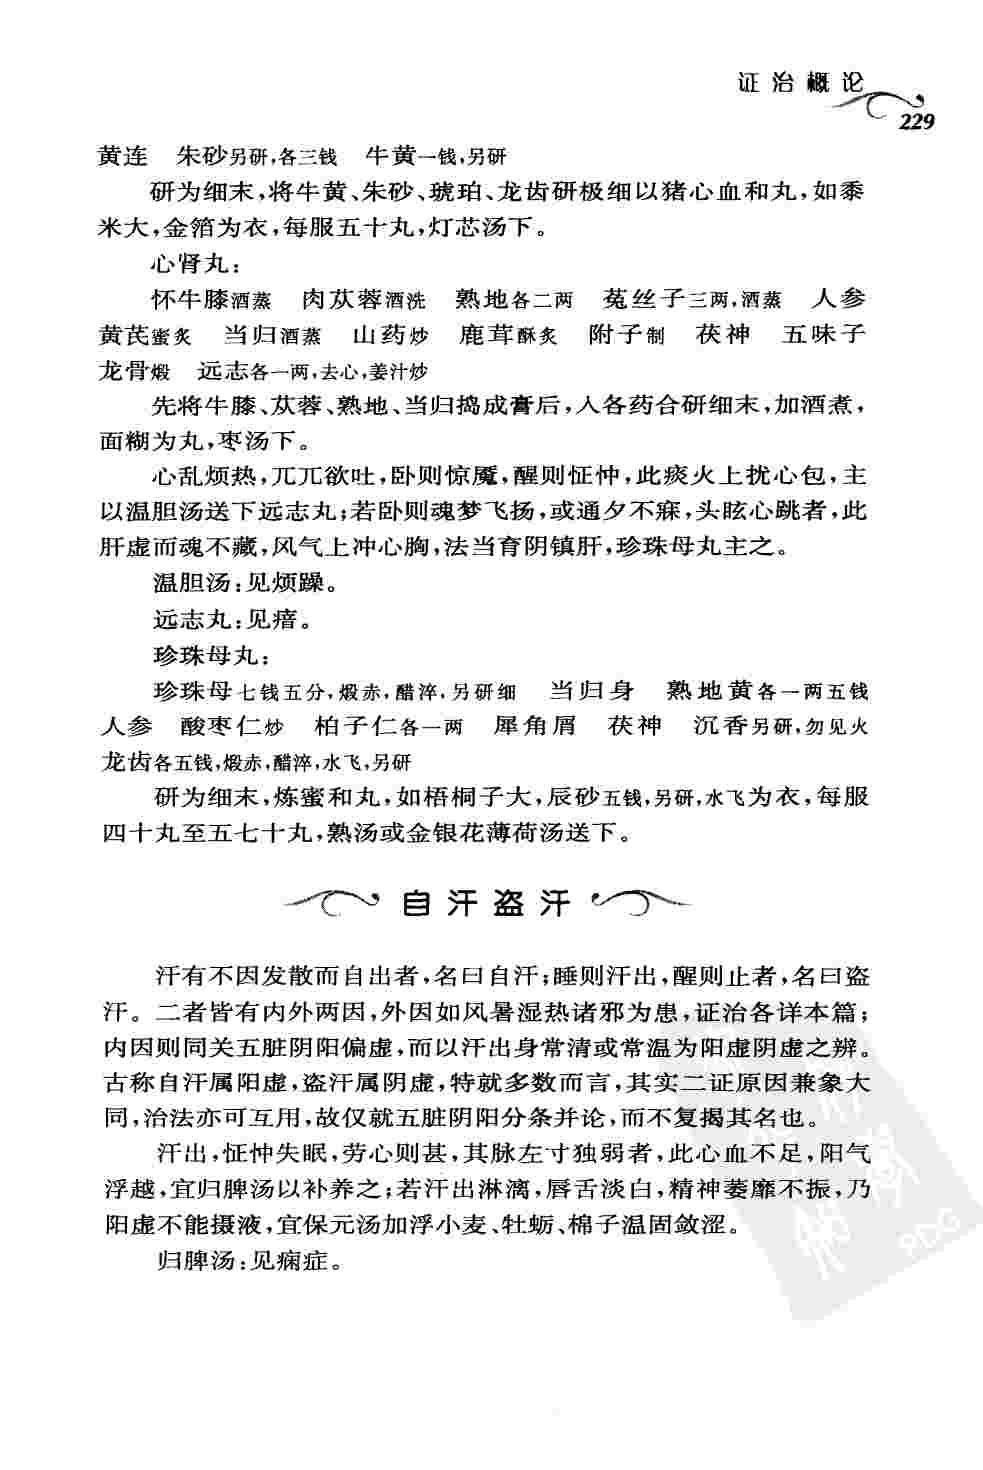 证治概论
229
黄连　朱砂另研,各三钱　牛黄一钱,另研
研为细末,将牛黄、朱砂、琥珀、龙齿研极细以猪心血和丸,如黍
米大,金箔为衣,每服五十丸,灯芯汤下。
心肾丸:
怀牛膝酒蒸　肉苁蓉酒洗　熟地各二两　菟丝子三两,酒蒸　人参
黄芪蜜炙　当归酒蒸　山药炒　鹿茸酥炙　附子制　茯神　五味子
龙骨煅　远志各一两,去心,姜汁炒
先将牛膝、苁蓉、熟地、当归捣成膏后,入各药合研细末,加酒煮,
面糊为丸,枣汤下。
心乱烦热,兀兀欲吐,卧则惊魇,醒则怔忡,此痰火上扰心包,主
以温胆汤送下远志丸;若卧则魂梦飞扬,或通夕不寐,头眩心跳者,此
肝虚而魂不藏,风气上冲心胸,法当育阴镇肝,珍珠母丸主之。
温胆汤:见烦躁。
远志丸:见瘖。
珍珠母丸:
珍珠母七钱五分,煅赤,醋淬,另研细　当归身　熟地黄各一两五钱
人参　酸枣仁炒　柏子仁各一两　犀角屑　茯神　沉香另研,勿见火
龙齿各五钱,煅赤,醋淬,水飞,另研
研为细末,炼蜜和丸,如梧桐子大,辰砂五钱,另研,水飞为衣,每服
四十丸至五七十丸,熟汤或金银花薄荷汤送下。
自汗盗汗
汗有不因发散而自出者,名曰自汗;睡则汗出,醒则止者,名曰盗
汗。二者皆有内外两因,外因如风暑湿热诸邪为患,证治各详本篇;
内因则同关五脏阴阳偏虚,而以汗出身常清或常温为阳虚阴虚之辨。
古称自汗属阳虚,盗汗属阴虚,特就多数而言,其实二证原因兼象大
同,治法亦可互用,故仅就五脏阴阳分条并论,而不复揭其名也。
汗出,怔忡失眠,劳心则甚,其脉左寸独弱者,此心血不足,阳气
浮越,宜归脾汤以补养之;若汗出淋漓,唇舌淡白,精神萎靡不振,乃
阳虚不能摄液,宜保元汤加浮小麦、牡蛎、棉子温固敛涩。
归脾汤:见痫症。
PDG